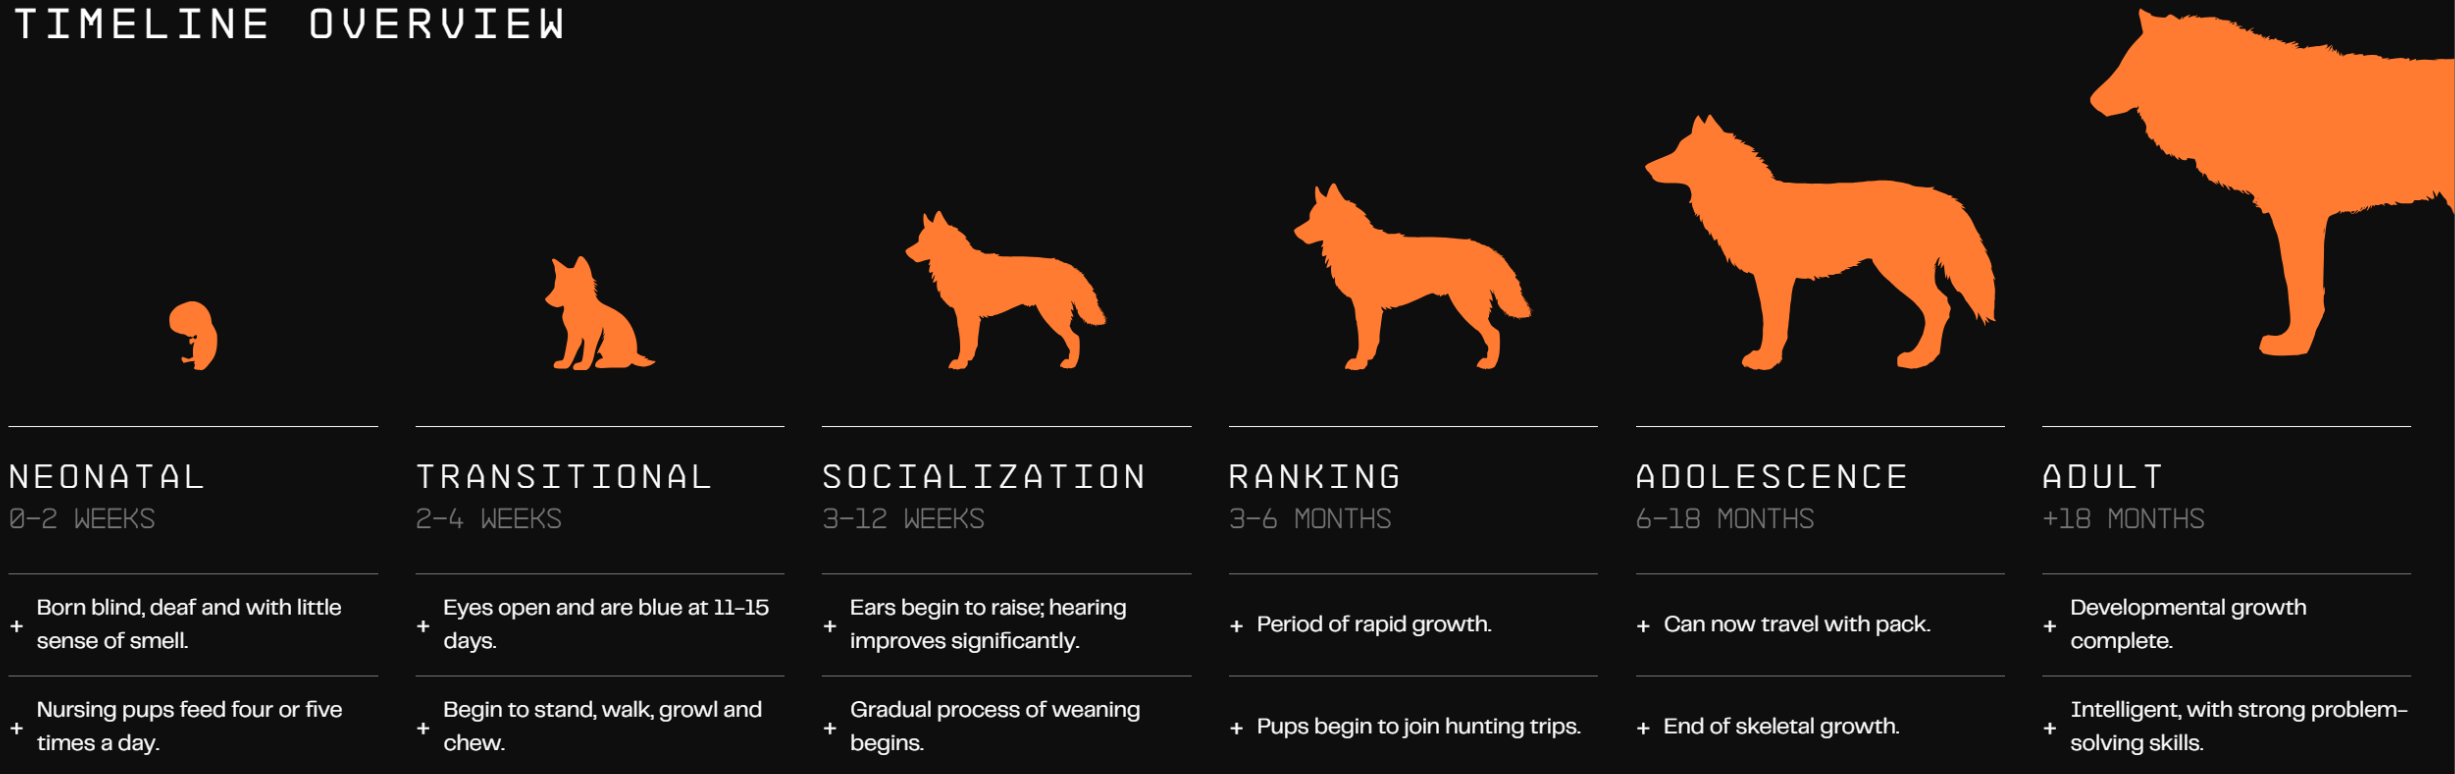 TIMELINE OVERVIEW
NEONATAL
0-2 WEEKS
+ Born blind, deaf and with little
sense of smell.
+ Nursing pups feed four or five
times a day.
TRANSITIONAL
2-4 WEEKS
+ Eyes open and are blue at 11-15
days.
+ Begin to stand, walk, growl and
chew.
SOCIALIZATION
3-12 WEEKS
+ Ears begin to raise; hearing
improves significantly.
+ Gradual process of weaning
begins.
RANKING
3-6 MONTHS
+ Period of rapid growth.
+ Pups begin to join hunting trips.
ADOLESCENCE
6-18 MONTHS
+ Can now travel with pack.
+ End of skeletal growth.
ADULT
+18 MONTHS
+ Developmental growth
complete.
+ Intelligent, with strong problem-
solving skills.